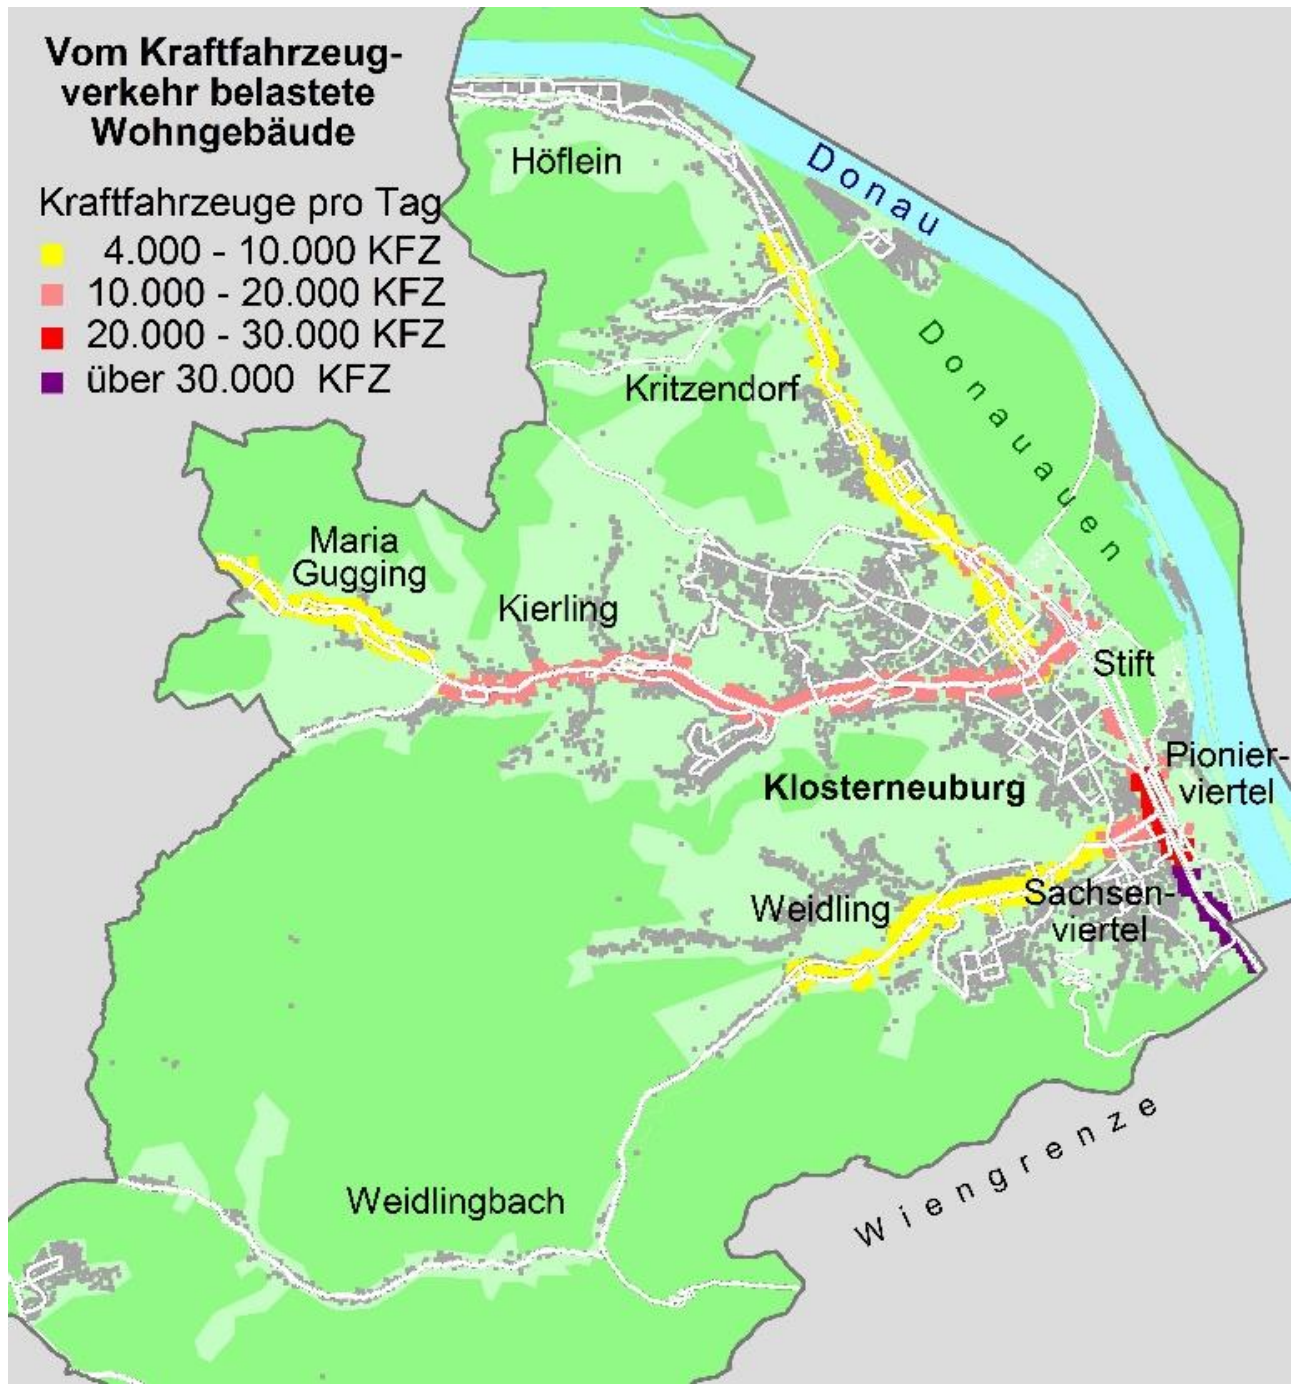 Vom Kraftfahrzeug-
verkehr belastete
Wohngebäude
Kraftfahrzeuge pro Tag
4.000 - 10.000 KFZ
10.000 - 20.000 KFZ
20.000 - 30.000 KFZ
über 30.000 KFZ
Höflein
Donau
Donauauen
Kritzendorf
Maria
Gugging
Kierling
Stift
Pionier-
viertel
Klosterneuburg
Weidling
Sachsen-
viertel
Weidlingbach
Wiengrenze